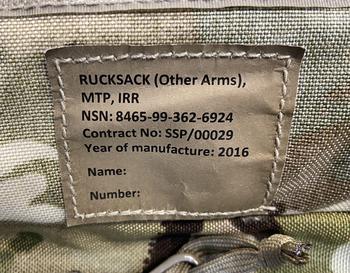 RUCKSACK (Other Arms),
MTP, IRR
NSN: 8465-99-362-6924
Contract No: SSP/00029
Year of manufacture: 2016
Name:
Number: